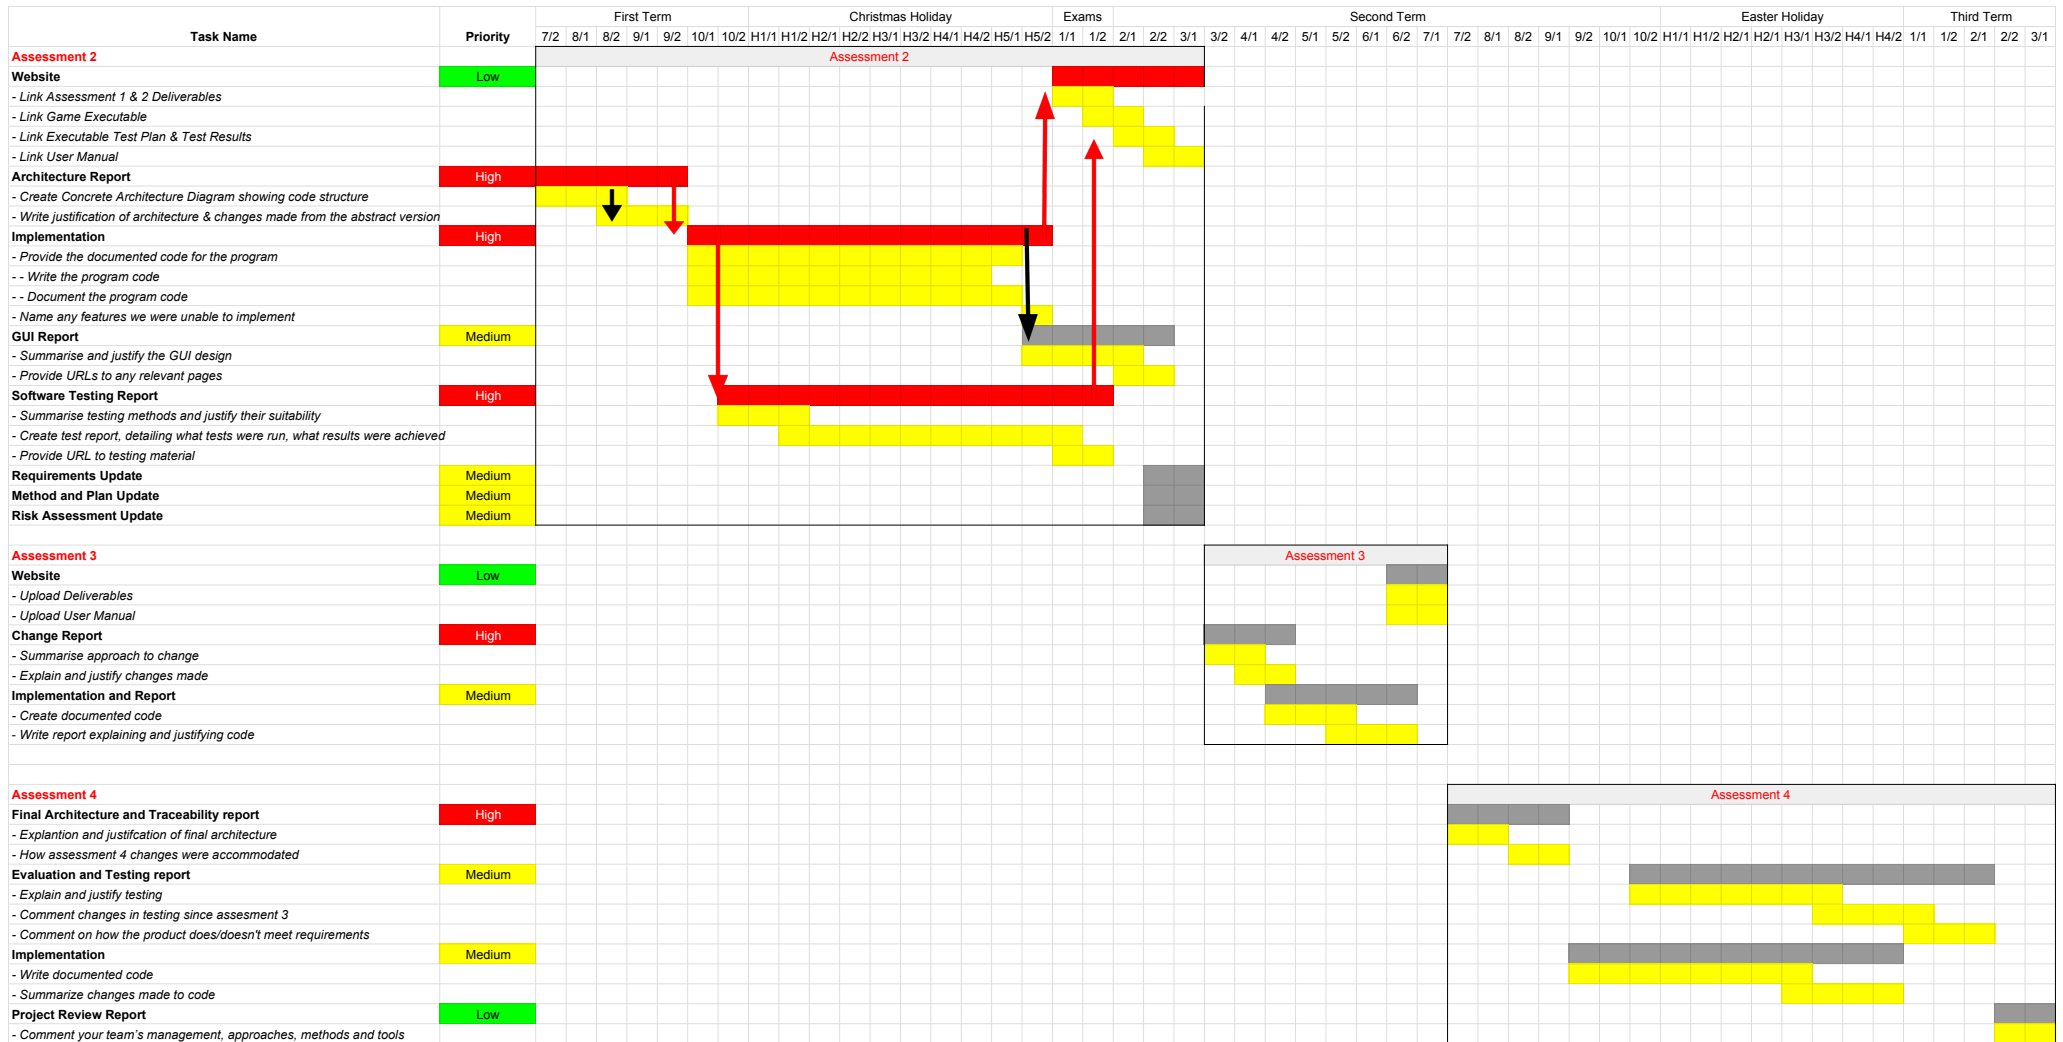 First Term Christmas Holiday Exams Second Term Easter Holiday Third Term
Task Name Priority 7/2 8/1 8/2 9/1 9/2 10/1 10/2 H1/1 H1/2 H2/1 H2/2 H3/1 H3/2 H4/1 H4/2 H5/1 H5/2 1/1 1/2 2/1 2/2 3/1 3/2 4/1 4/2 5/1 5/2 6/1 6/2 7/1 7/2 8/1 8/2 9/1 9/2 10/1 10/2 H1/1 H1/2 H2/1 H2/1 H3/1 H3/2 H4/1 H4/2 1/1 1/2 2/1 2/2 3/1
Assessment 2 Assessment 2
Website Low
- Link Assessment 1 & 2 Deliverables
- Link Game Executable
- Link Executable Test Plan & Test Results
- Link User Manual
Architecture Report High
- Create Concrete Architecture Diagram showing code structure
- Write justification of architecture & changes made from the abstract version
Implementation High
- Provide the documented code for the program
- - Write the program code
- - Document the program code
- Name any features we were unable to implement
GUI Report Medium
- Summarise and justify the GUI design
- Provide URLs to any relevant pages
Software Testing Report High
- Summarise testing methods and justify their suitability
- Create test report, detailing what tests were run, what results were achieved
- Provide URL to testing material
Requirements Update Medium
Method and Plan Update Medium
Risk Assessment Update Medium
Assessment 3 Assessment 3
Website Low
- Upload Deliverables
- Upload User Manual
Change Report High
- Summarise approach to change
- Explain and justify changes made
Implementation and Report Medium
- Create documented code
- Write report explaining and justifying code
Assessment 4 Assessment 4
Final Architecture and Traceability report High
- Explantion and justifcation of final architecture
- How assessment 4 changes were accommodated
Evaluation and Testing report Medium
- Explain and justify testing
- Comment changes in testing since assesment 3
- Comment on how the product does/doesn't meet requirements
Implementation Medium
- Write documented code
- Summarize changes made to code
Project Review Report Low
- Comment your team's management, approaches, methods and tools